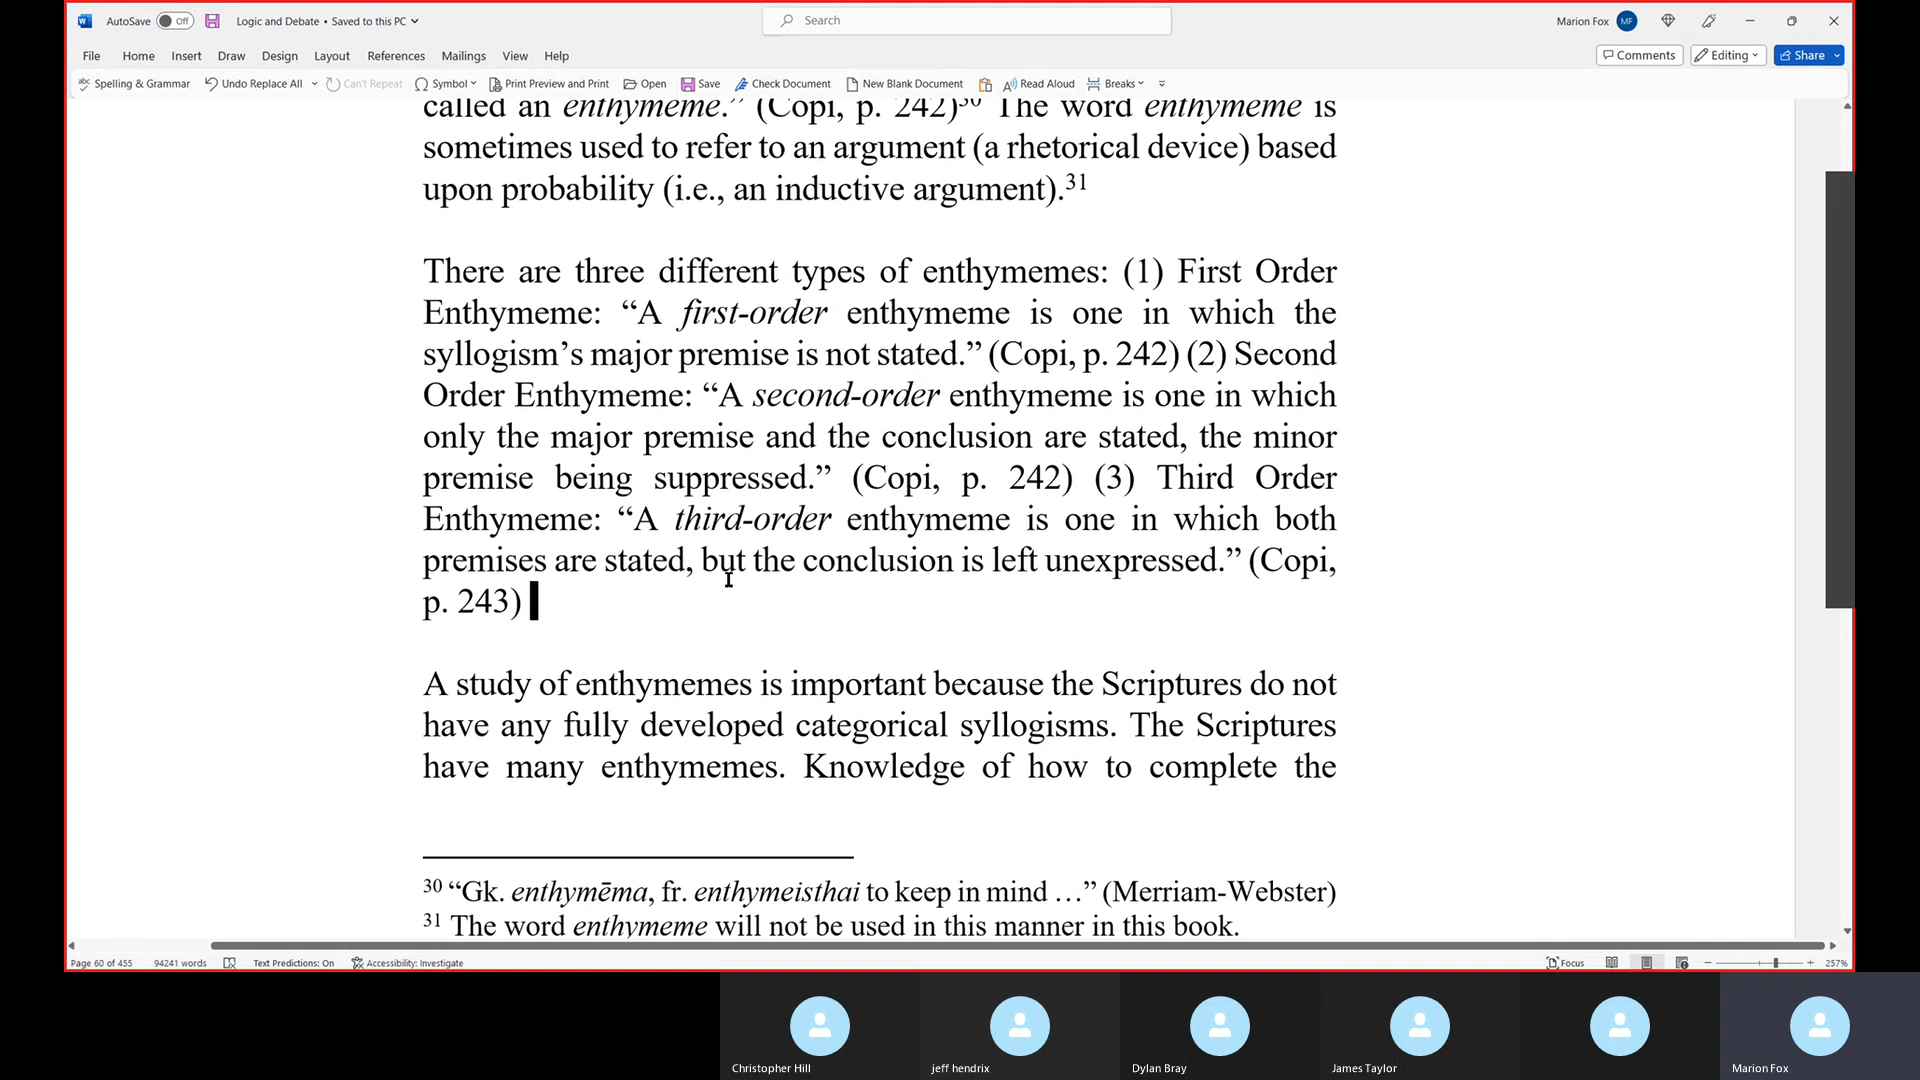 AutoSave Off Logic and Debate • Saved to this PC Search Marion Fox MF
File Home Insert Draw Design Layout References Mailings View Help Comments Editing Share
Spelling & Grammar Undo Replace All Can't Repeat Symbol Print Preview and Print Open Save Check Document New Blank Document Read Aloud Breaks
called an enthymeme.” (Copi, p. 242)30 The word enthymeme is
sometimes used to refer to an argument (a rhetorical device) based
upon probability (i.e., an inductive argument).31
There are three different types of enthymemes: (1) First Order
Enthymeme: “A first-order enthymeme is one in which the
syllogism’s major premise is not stated.” (Copi, p. 242) (2) Second
Order Enthymeme: “A second-order enthymeme is one in which
only the major premise and the conclusion are stated, the minor
premise being suppressed.” (Copi, p. 242) (3) Third Order
Enthymeme: “A third-order enthymeme is one in which both
premises are stated, but the conclusion is left unexpressed.” (Copi,
p. 243)
A study of enthymemes is important because the Scriptures do not
have any fully developed categorical syllogisms. The Scriptures
have many enthymemes. Knowledge of how to complete the
30 “Gk. enthymēma, fr. enthymeisthai to keep in mind …” (Merriam-Webster)
31 The word enthymeme will not be used in this manner in this book.
Page 60 of 455 94241 words Text Predictions: On Accessibility: Investigate Focus 257%
Christopher Hill jeff hendrix Dylan Bray James Taylor Marion Fox